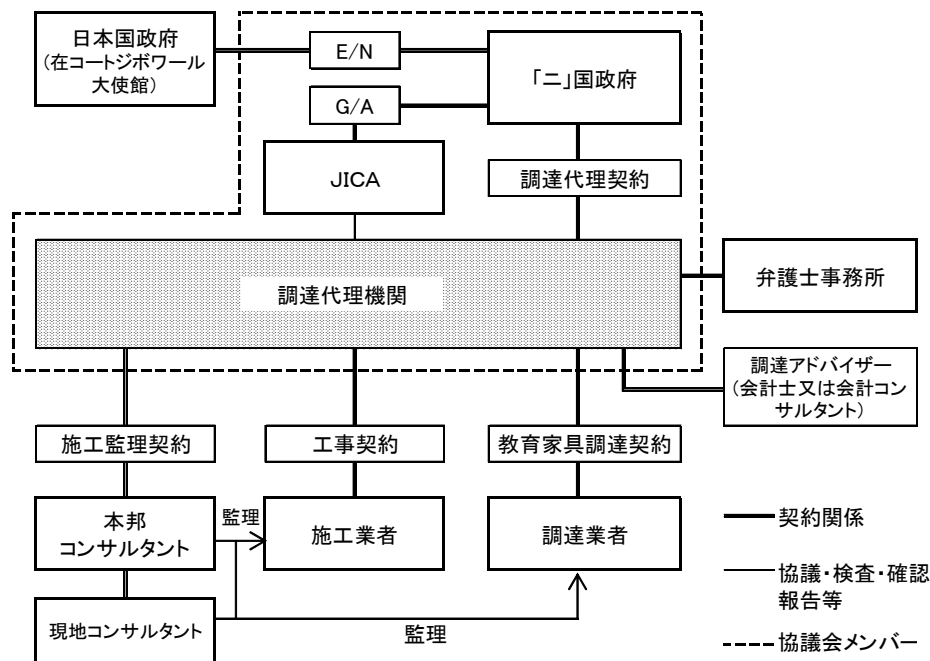 日本国政府
(在コートジボワール
大使館)
E/N
「ニ」国政府
G/A
JICA
調達代理契約
調達代理機関
弁護士事務所
調達アドバイザー
(会計士又は会計コン
サルタント)
施工監理契約
工事契約
教育家具調達契約
本邦
コンサルタント
監理
施工業者
調達業者
現地コンサルタント
監理
契約関係
協議・検査・確認
報告等
協議会メンバー